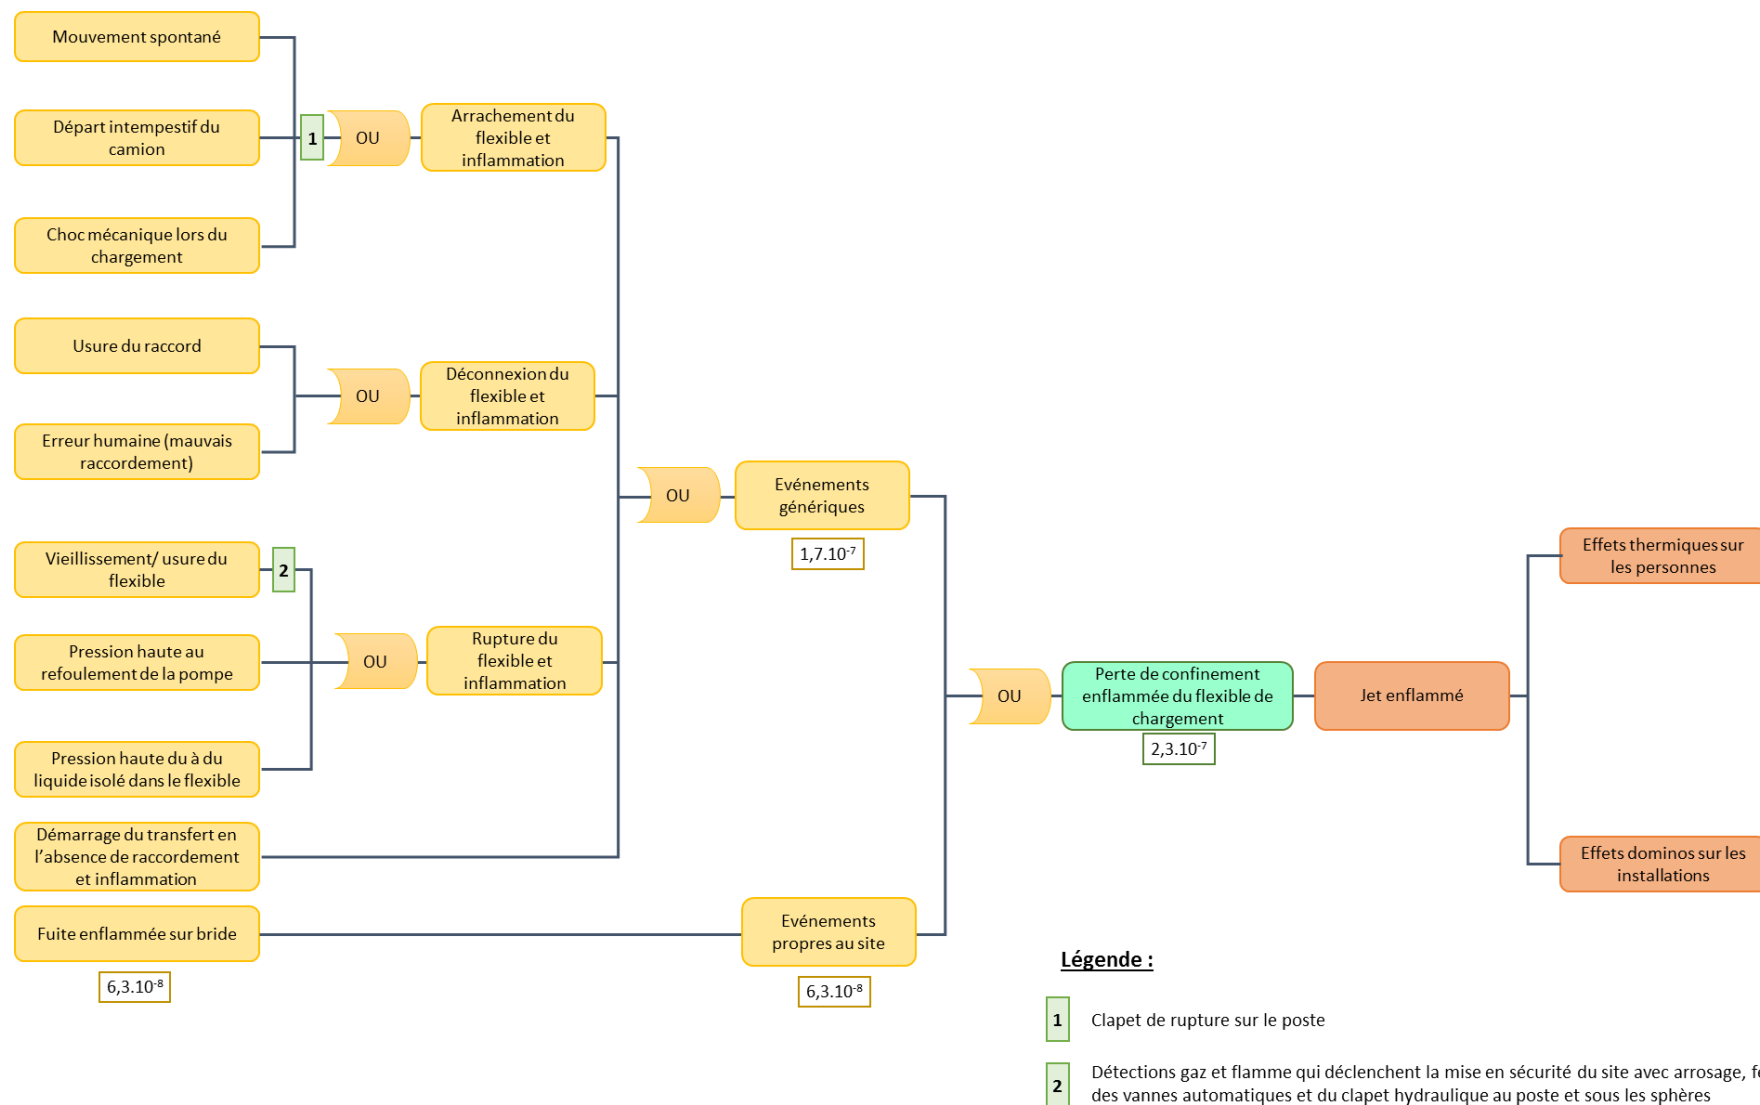 Mouvement spontané
Départ intempestif du
camion
1
OU
Arrachement du
flexible et
inflammation
Choc mécanique lors du
chargement
Usure du raccord
OU
Déconnexion du
flexible et
inflammation
Erreur humaine (mauvais
raccordement)
OU
Evénements
génériques
1,7.10⁻⁷
Vieillissement/ usure du
flexible
2
Pression haute au
refoulement de la pompe
OU
Rupture du
flexible et
inflammation
Pression haute du à du
liquide isolé dans le flexible
Démarrage du transfert en
l’absence de raccordement
et inflammation
Fuite enflammée sur bride
6,3.10⁻⁸
Evénements
propres au site
6,3.10⁻⁸
OU
Perte de confinement
enflammée du flexible de
chargement
2,3.10⁻⁷
Jet enflammé
Effets thermiques sur
les personnes
Effets dominos sur les
installations
Légende :
1 Clapet de rupture sur le poste
2 Détections gaz et flamme qui déclenchent la mise en sécurité du site avec arrosage,
des vannes automatiques et du clapet hydraulique au poste et sous les sphères